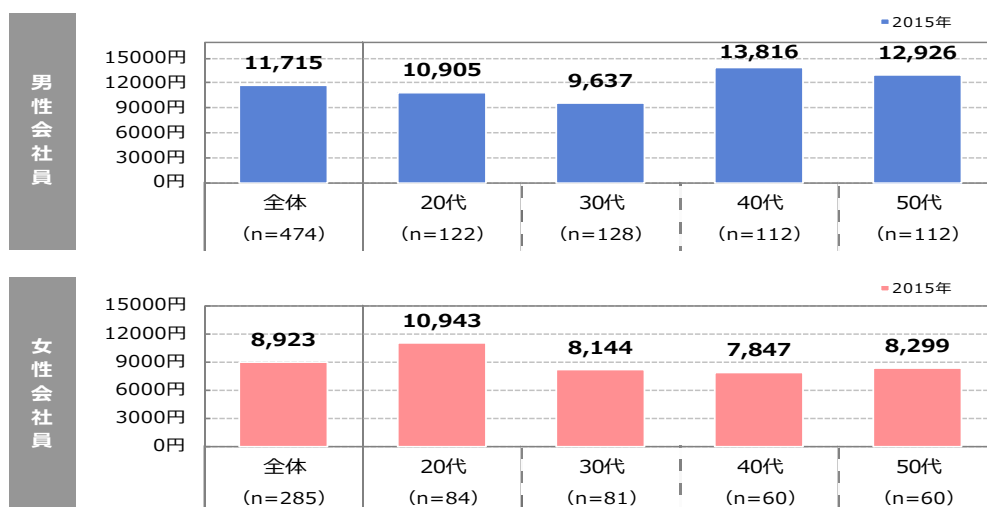 男性会社員
■2015年
15000円
12000円
9000円
6000円
3000円
0円
11,715 10,905 9,637 13,816 12,926
全体 20代 30代 40代 50代
(n=474) (n=122) (n=128) (n=112) (n=112)
女性会社員
■2015年
15000円
12000円
9000円
6000円
3000円
0円
8,923 10,943 8,144 7,847 8,299
全体 20代 30代 40代 50代
(n=285) (n=84) (n=81) (n=60) (n=60)